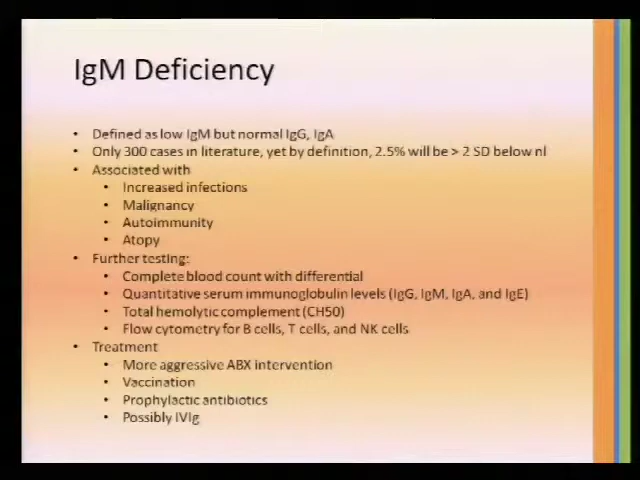 IgM Deficiency
• Defined as low IgM but normal IgG, IgA
• Only 300 cases in literature, yet by definition, 2.5% will be > 2 SD below nl
• Associated with
• Increased infections
• Malignancy
• Autoimmunity
• Atopy
• Further testing:
• Complete blood count with differential
• Quantitative serum immunoglobulin levels (IgG, IgM, IgA, and IgE)
• Total hemolytic complement (CH50)
• Flow cytometry for B cells, T cells, and NK cells
• Treatment
• More aggressive ABX intervention
• Vaccination
• Prophylactic antibiotics
• Possibly IVIg